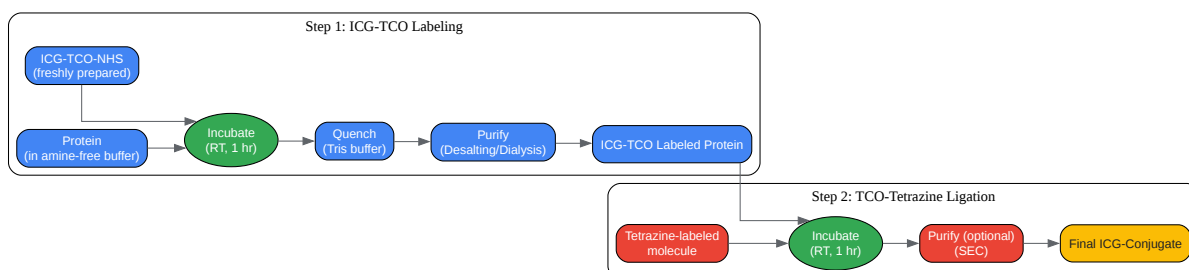 Step 1: ICG-TCO Labeling
ICG-TCO-NHS
(freshly prepared)
Protein
(in amine-free buffer)
Incubate
(RT, 1 hr)
Quench
(Tris buffer)
Purify
(Desalting/Dialysis)
ICG-TCO Labeled Protein
Step 2: TCO-Tetrazine Ligation
Tetrazine-labeled
molecule
Incubate
(RT, 1 hr)
Purify (optional)
(SEC)
Final ICG-Conjugate